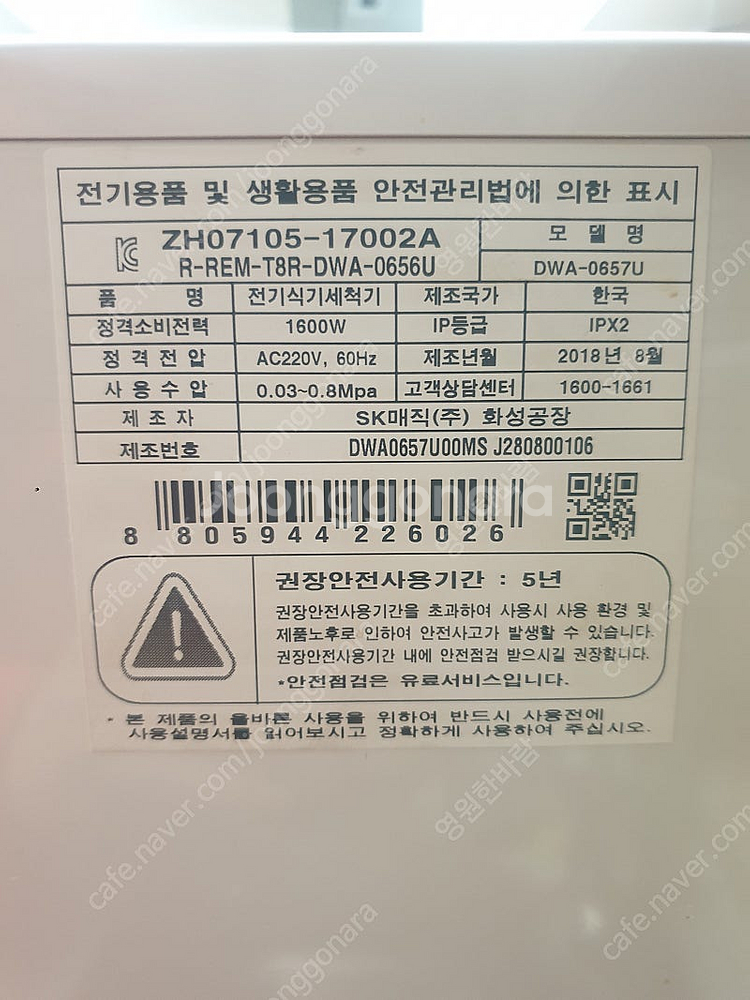 전기용품 및 생활용품 안전관리법에 의한 표시
ZH07105-17002A
R-REM-T8R-DWA-0656U
모 델 명
DWA-0657U
품 명 전기식기세척기 제조국가 한국
정격소비전력 1600W IP등급 IPX2
정 격 전 압 AC220V, 60Hz 제조년월 2018년 8월
사 용 수 압 0.03~0.8Mpa 고객상담센터 1600-1661
제 조 자 SK매직(주) 화성공장
제조번호 DWA0657U00MS J280800106
joonggonara
8 805944 226026
권장안전사용기간 : 5년
권장안전사용기간을 초과하여 사용시 사용 환경 및
제품노후로 인하여 안전사고가 발생할 수 있습니다.
권장안전사용기간 내에 안전점검 받으시길 권장합니다.
*안전점검은 유료서비스입니다.
* 본 제품의 올바른 사용을 위하여 반드시 사용전에
사용설명서를 읽어보시고 정확하게 사용하여 주십시오.
cafe.naver.com/joonggonara
영원한바람